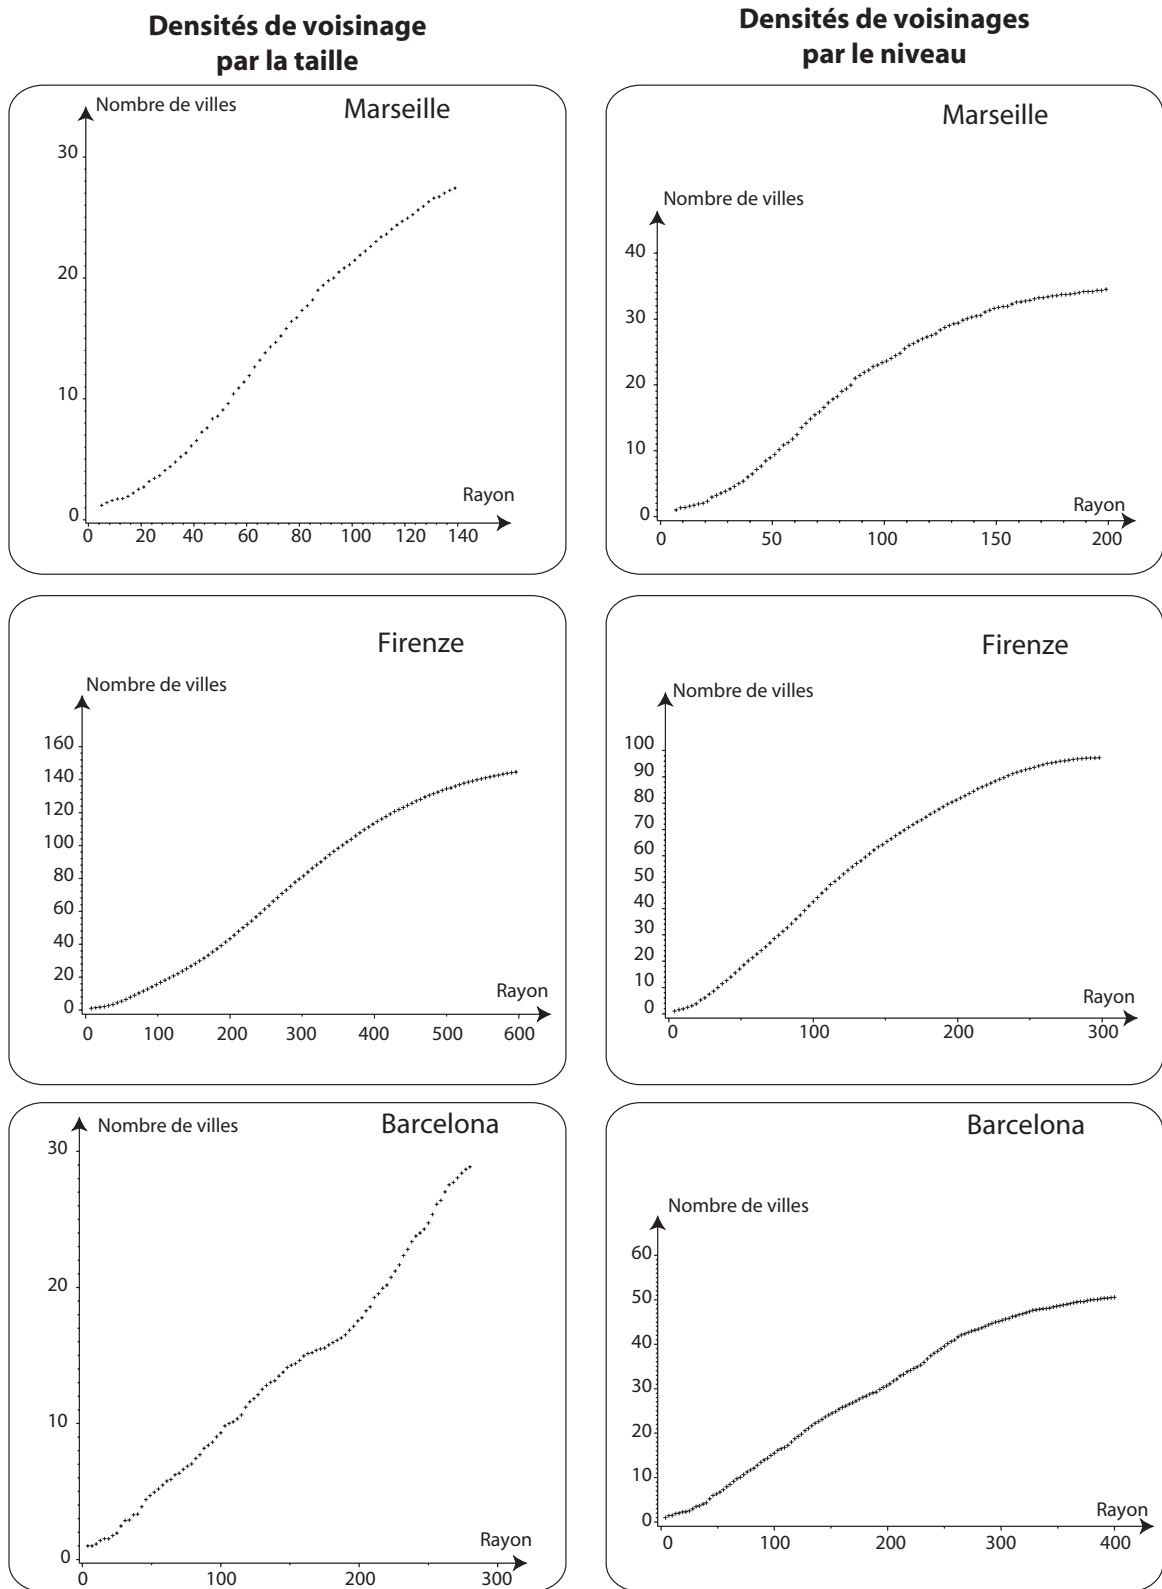 Densités de voisinage
par la taille
Densités de voisinages
par le niveau
Nombre de villes
Marseille
30
20
10
0
Rayon
0 20 40 60 80 100 120 140
Marseille
Nombre de villes
40
30
20
10
0
Rayon
0 50 100 150 200
Firenze
Nombre de villes
160
140
120
100
80
60
40
20
0
Rayon
0 100 200 300 400 500 600
Firenze
Nombre de villes
100
90
80
70
60
50
40
30
20
10
0
Rayon
0 100 200 300
Nombre de villes
Barcelona
30
20
10
0
Rayon
0 100 200 300
Barcelona
Nombre de villes
60
50
40
30
20
10
0
Rayon
0 100 200 300 400